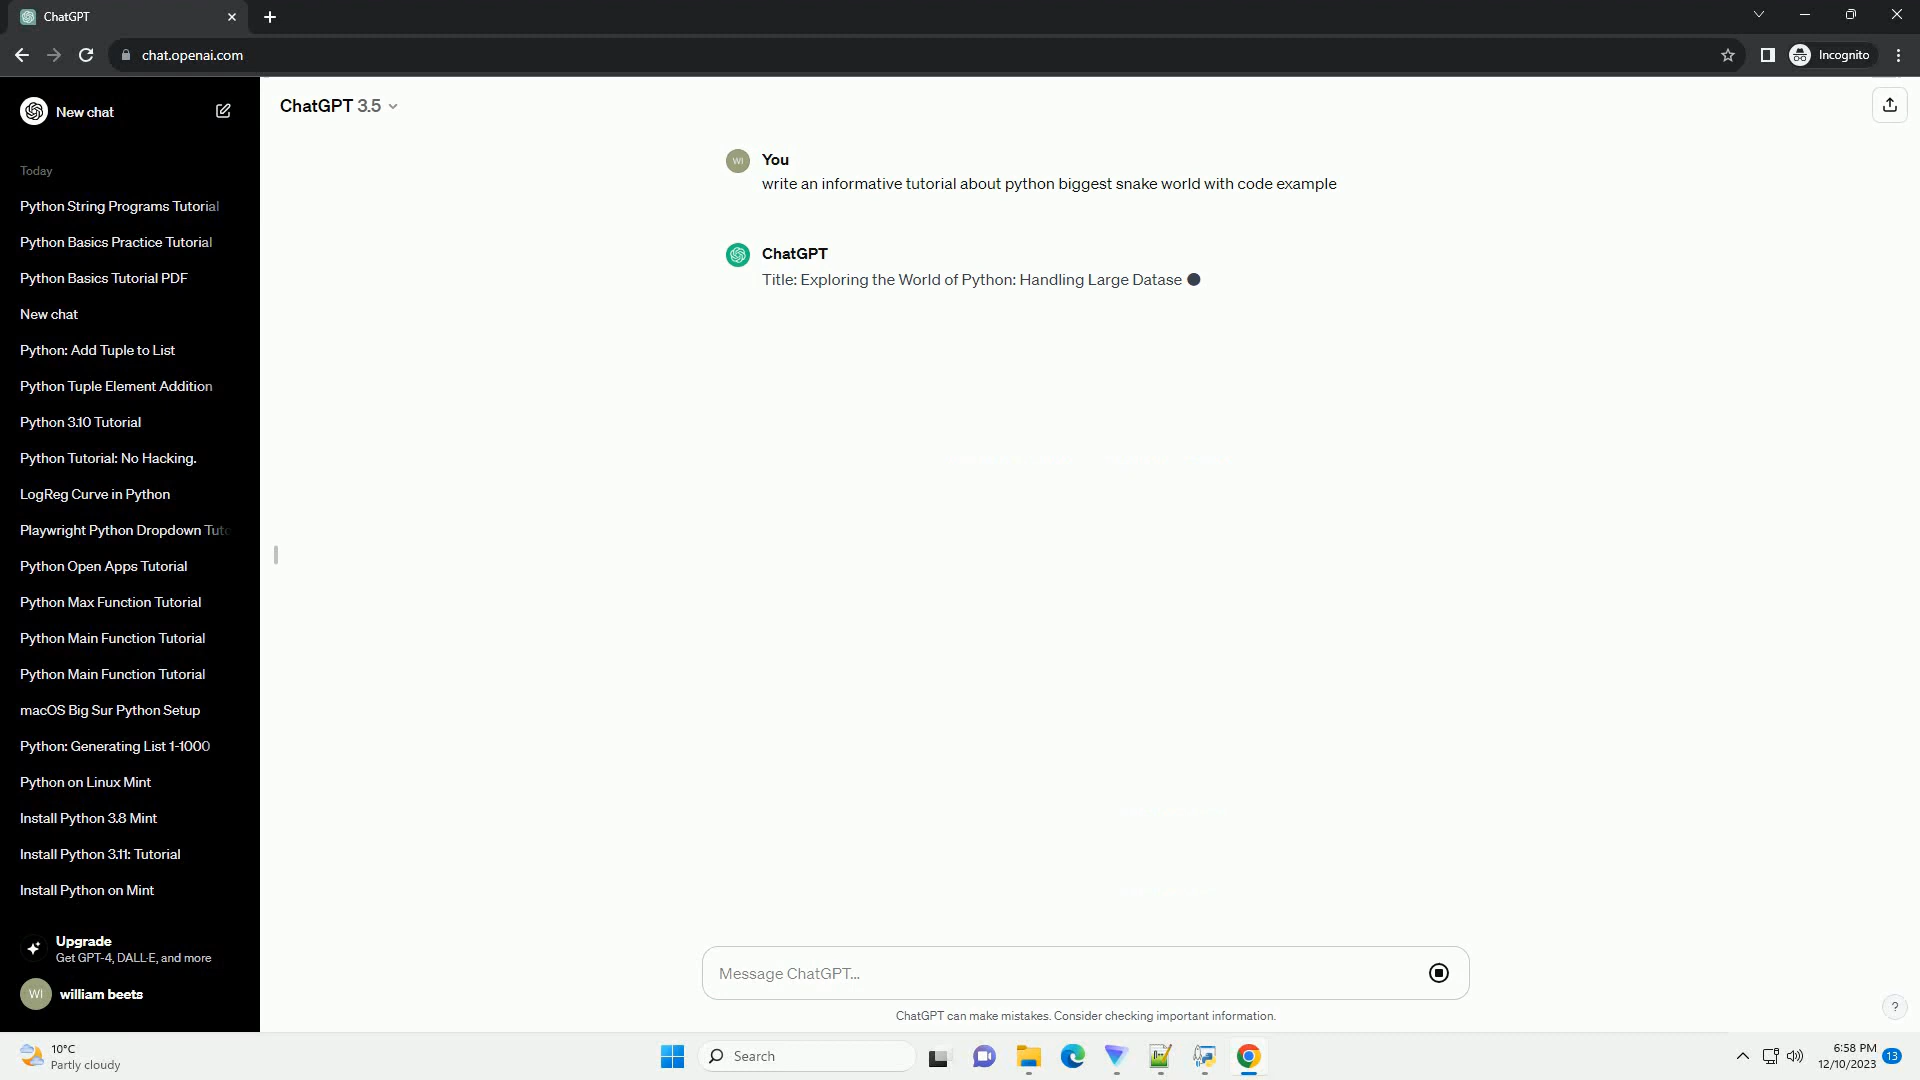 ChatGPT
chat.openai.com
Incognito
New chat
ChatGPT 3.5
Today
Python String Programs Tutorial
Python Basics Practice Tutorial
Python Basics Tutorial PDF
New chat
Python: Add Tuple to List
Python Tuple Element Addition
Python 3.10 Tutorial
Python Tutorial: No Hacking.
LogReg Curve in Python
Playwright Python Dropdown Tuto
Python Open Apps Tutorial
Python Max Function Tutorial
Python Main Function Tutorial
Python Main Function Tutorial
macOS Big Sur Python Setup
Python: Generating List 1-1000
Python on Linux Mint
Install Python 3.8 Mint
Install Python 3.11: Tutorial
Install Python on Mint
Upgrade
Get GPT-4, DALL·E, and more
WI
william beets
WI
You
write an informative tutorial about python biggest snake world with code example
ChatGPT
Title: Exploring the World of Python: Handling Large Datase
Message ChatGPT...
ChatGPT can make mistakes. Consider checking important information.
?
10°C
Partly cloudy
Search
6:58 PM
12/10/2023
13